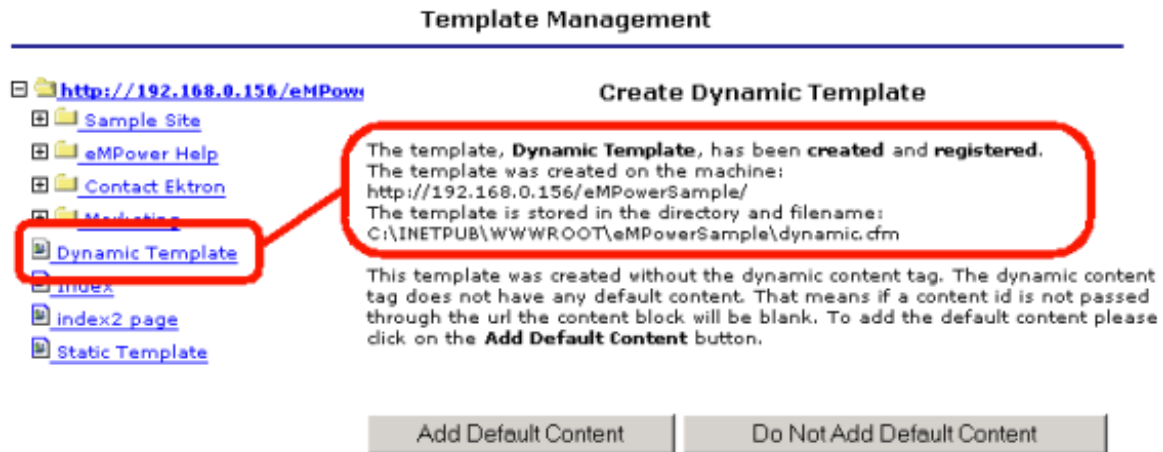 Template Management
http://192.168.0.156/eMPow
Sample Site
eMPower Help
Contact Ektron
Marketing
Dynamic Template
Index
index2 page
Static Template
Create Dynamic Template
The template, Dynamic Template, has been created and registered.
The template was created on the machine:
http://192.168.0.156/eMPowerSample/
The template is stored in the directory and filename:
C:\INETPUB\WWWROOT\eMPowerSample\dynamic.cfm
This template was created without the dynamic content tag. The dynamic content
tag does not have any default content. That means if a content id is not passed
through the url the content block will be blank. To add the default content please
click on the Add Default Content button.
Add Default Content
Do Not Add Default Content